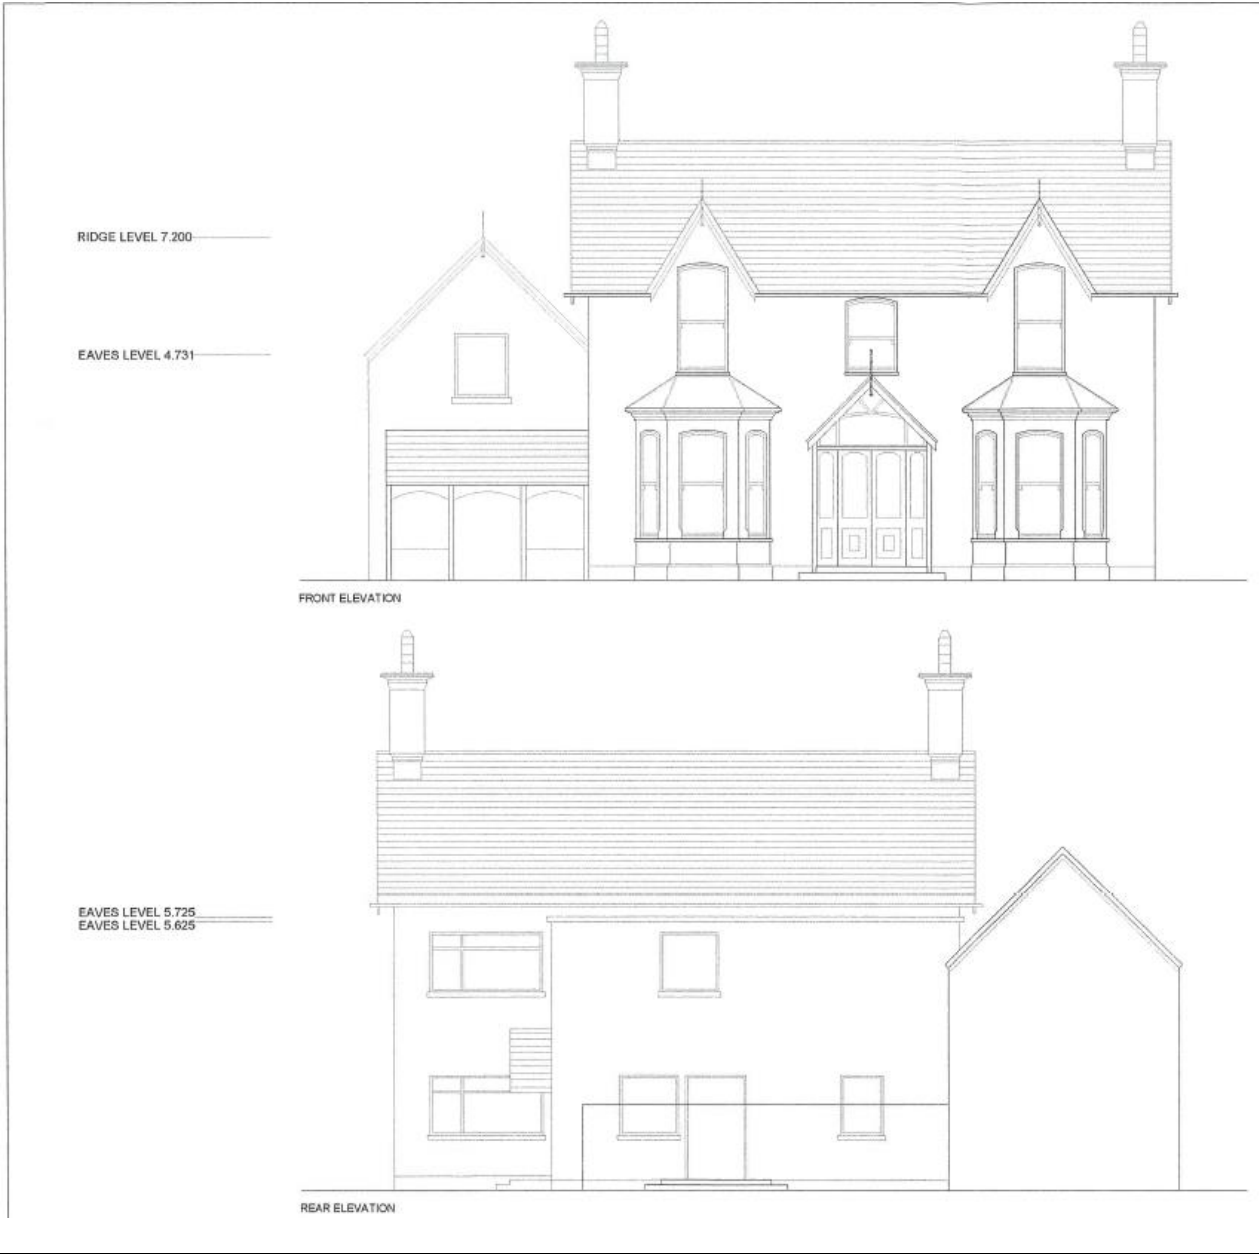 RIDGE LEVEL 7.200
EAVES LEVEL 4.731
FRONT ELEVATION
EAVES LEVEL 5.725
EAVES LEVEL 5.625
REAR ELEVATION